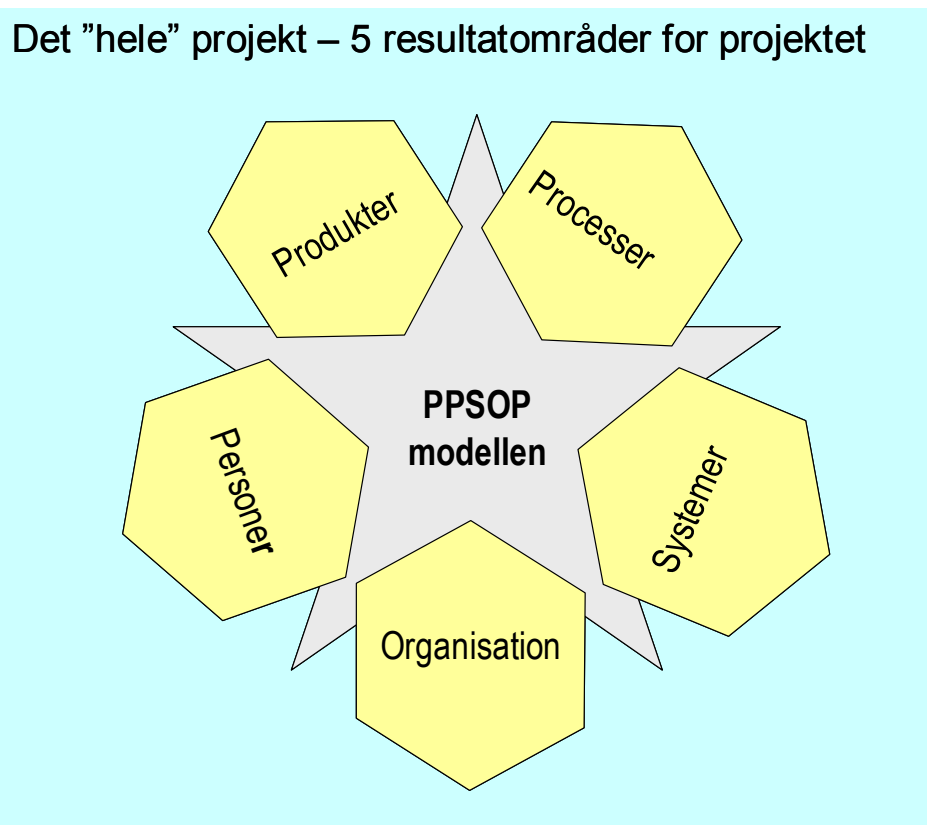 Det ”hele” projekt – 5 resultatområder for projektet
Produkter
Processer
PPSOP
modellen
Personer
Systemer
Organisation